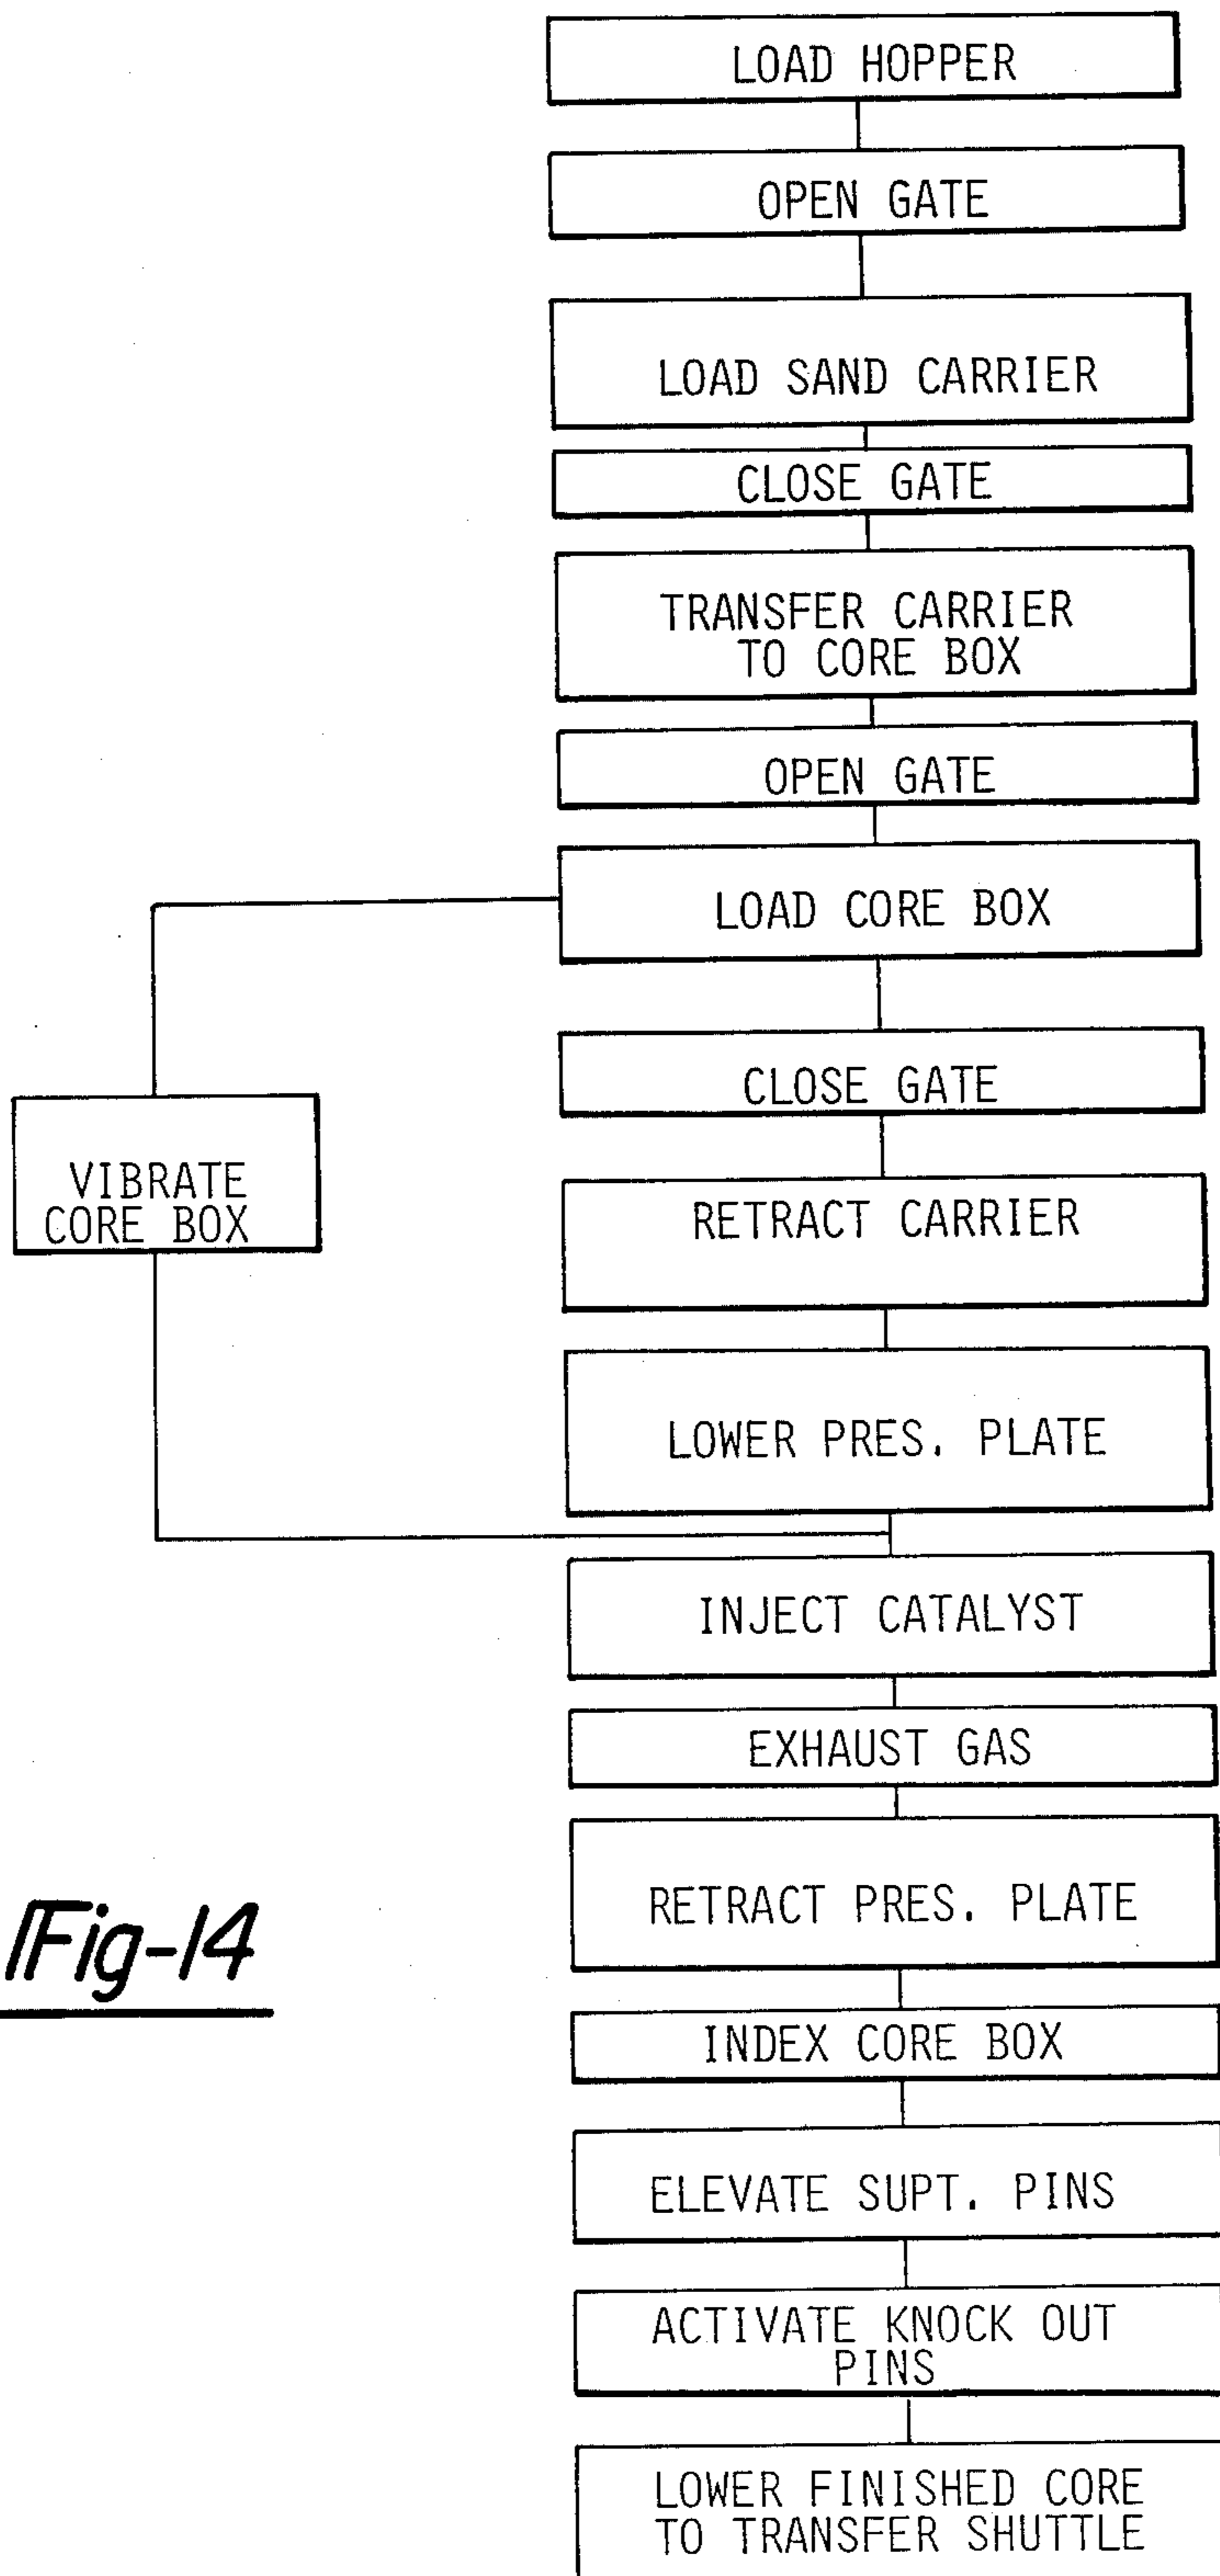 LOAD HOPPER
OPEN GATE
LOAD SAND CARRIER
CLOSE GATE
TRANSFER CARRIER
TO CORE BOX
OPEN GATE
LOAD CORE BOX
CLOSE GATE
VIBRATE
CORE BOX
RETRACT CARRIER
LOWER PRES. PLATE
INJECT CATALYST
EXHAUST GAS
RETRACT PRES. PLATE
Fig-14
INDEX CORE BOX
ELEVATE SUPT. PINS
ACTIVATE KNOCK OUT
PINS
LOWER FINISHED CORE
TO TRANSFER SHUTTLE